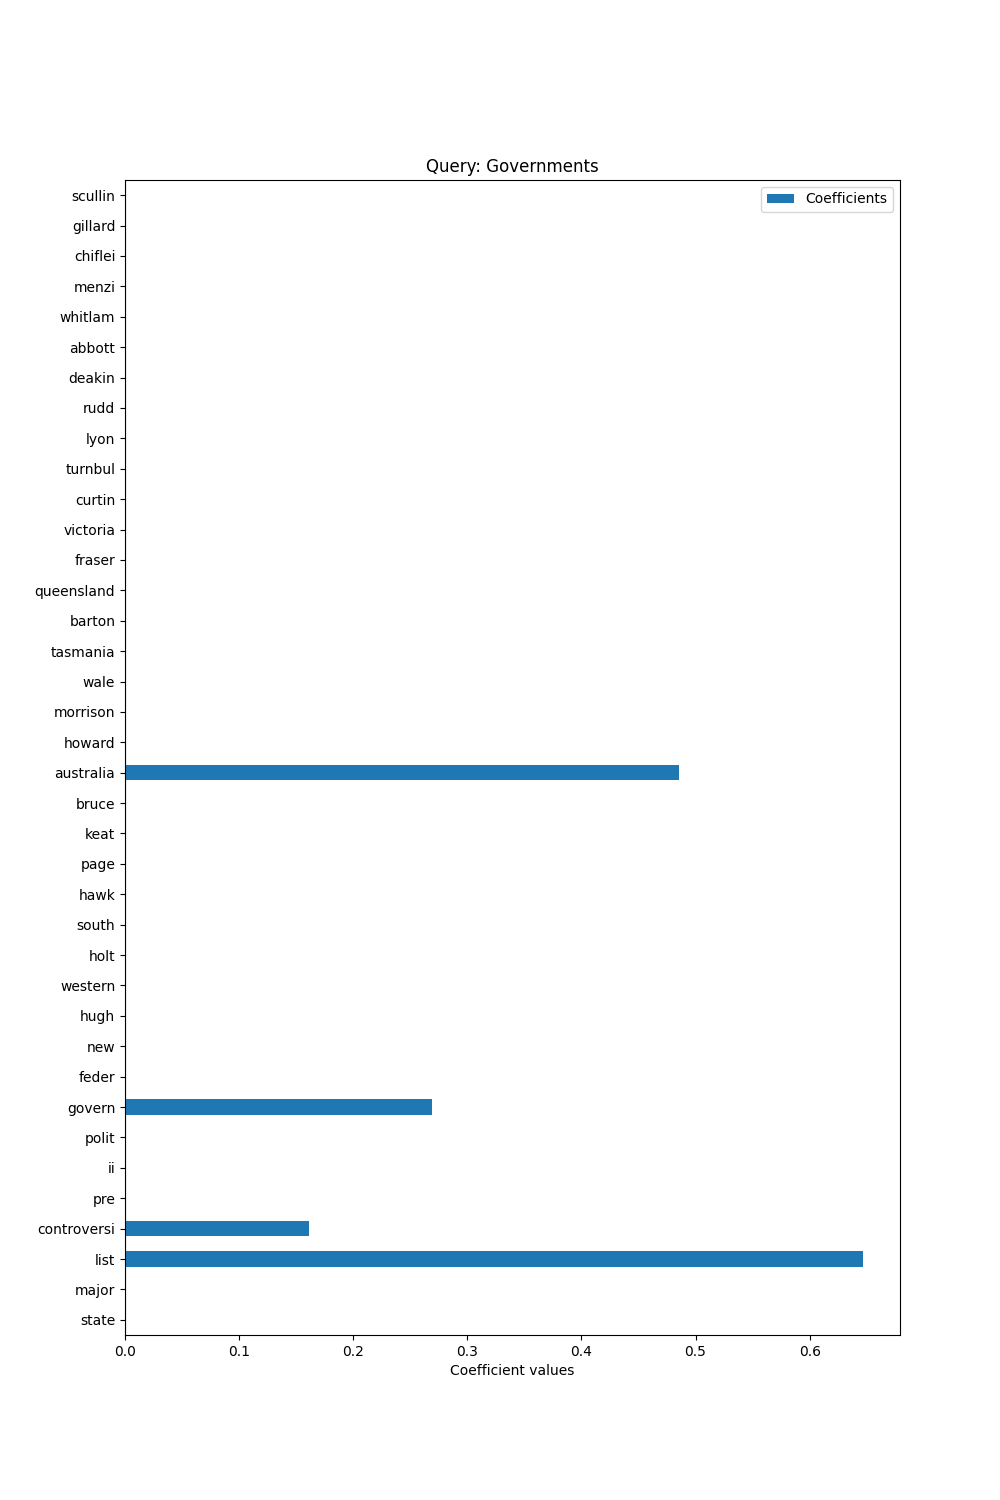 Query: Governments
Coefficients
scullin
gillard
chiflei
menzi
whitlam
abbott
deakin
rudd
lyon
turnbul
curtin
victoria
fraser
queensland
barton
tasmania
wale
morrison
howard
australia
bruce
keat
page
hawk
south
holt
western
hugh
new
feder
govern
polit
ii
pre
controversi
list
major
state
0.0 0.1 0.2 0.3 0.4 0.5 0.6
Coefficient values